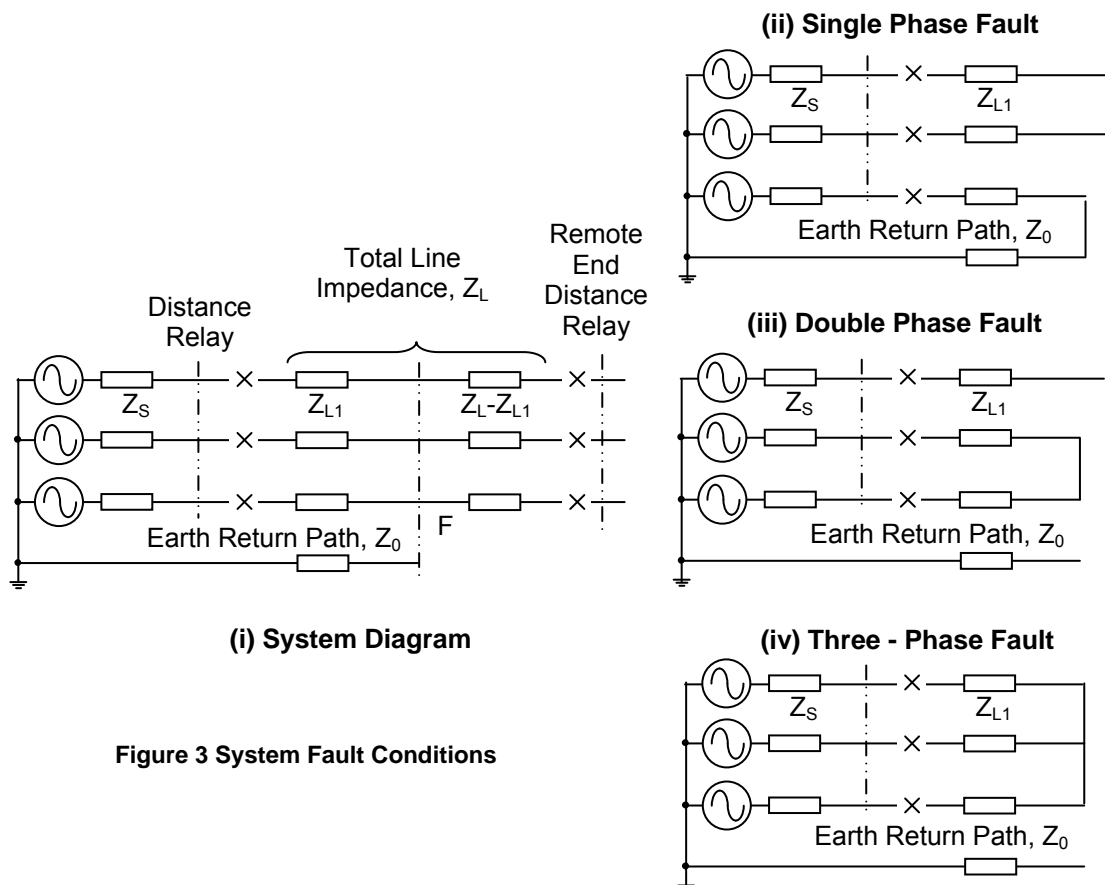 (ii) Single Phase Fault
Z_S
Z_L1
Earth Return Path, Z_0
Total Line
Impedance, Z_L
Remote
End
Distance
Relay
Distance
Relay
Z_S
Z_L1
Z_L-Z_L1
F
Earth Return Path, Z_0
(i) System Diagram
Figure 3 System Fault Conditions
(iii) Double Phase Fault
Z_S
Z_L1
Earth Return Path, Z_0
(iv) Three - Phase Fault
Z_S
Z_L1
Earth Return Path, Z_0